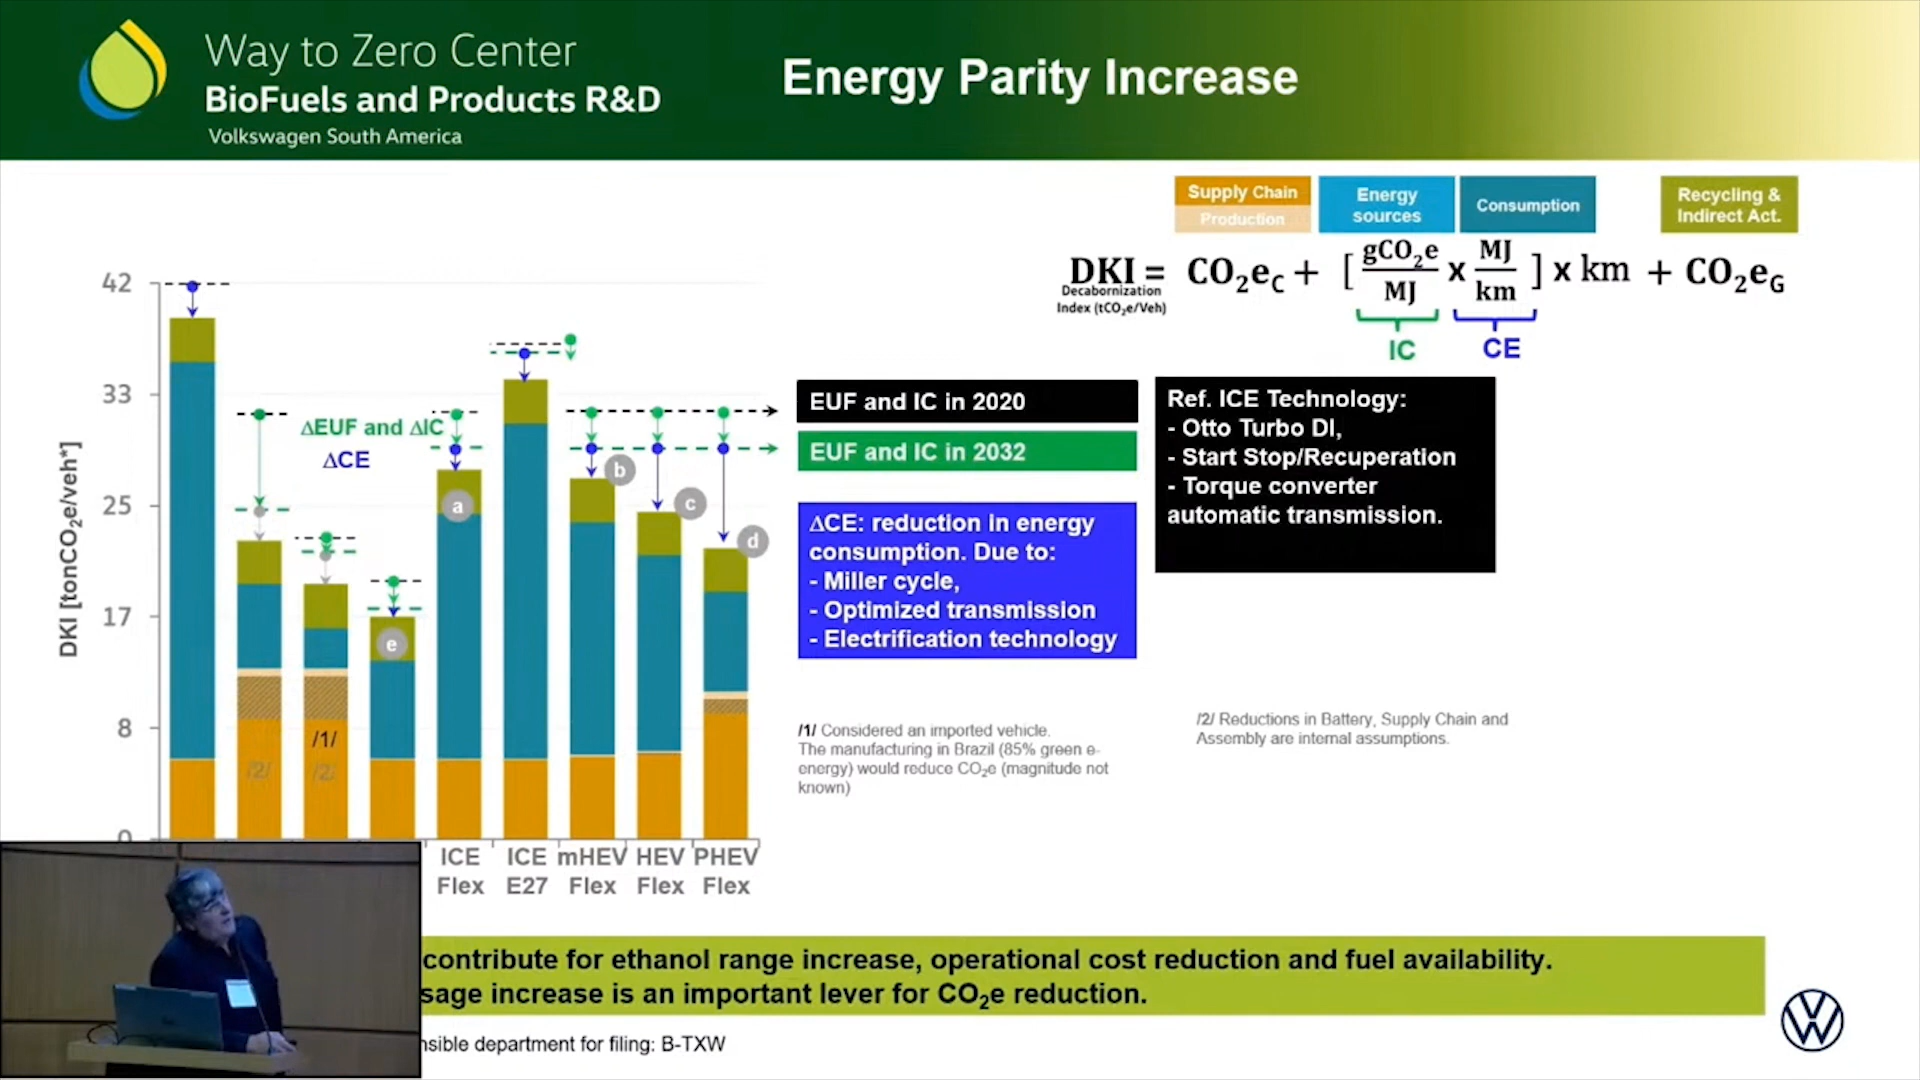 Way to Zero Center
BioFuels and Products R&D
Volkswagen South America
Energy Parity Increase
Supply Chain
Production
Energy
sources
Consumption
Recycling &
Indirect Act.
DKI = CO₂eC + [ gCO₂e/MJ x MJ/km ] x km + CO₂eG
Decabornization
Index (tCO₂e/Veh)
IC
CE
DKI [tonCO₂e/veh*]
42
33
25
17
8
0
ΔEUF and ΔIC
ΔCE
a
b
c
d
e
/1/
/2/
/2/
EUF and IC in 2020
EUF and IC in 2032
ΔCE: reduction in energy
consumption. Due to:
- Miller cycle,
- Optimized transmission
- Electrification technology
Ref. ICE Technology:
- Otto Turbo DI,
- Start Stop/Recuperation
- Torque converter
automatic transmission.
/1/ Considered an imported vehicle.
The manufacturing in Brazil (85% green e-
energy) would reduce CO₂e (magnitude not
known)
/2/ Reductions in Battery, Supply Chain and
Assembly are internal assumptions.
ICE ICE mHEV HEV PHEV
Flex E27 Flex Flex Flex
contribute for ethanol range increase, operational cost reduction and fuel availability.
sage increase is an important lever for CO₂e reduction.
nsible department for filing: B-TXW